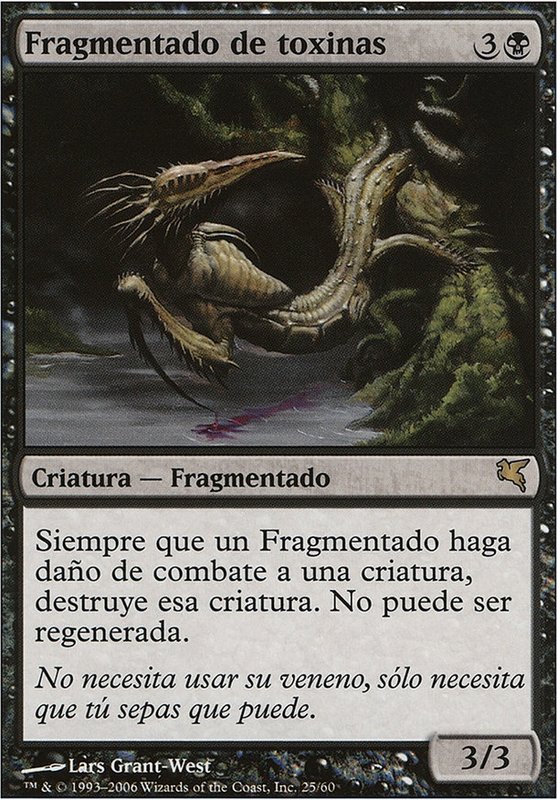 Fragmentado de toxinas 3
Criatura — Fragmentado
Siempre que un Fragmentado haga
daño de combate a una criatura,
destruye esa criatura. No puede ser
regenerada.
No necesita usar su veneno, sólo necesita
que tú sepas que puede.
3/3
Lars Grant-West
™ & © 1993–2006 Wizards of the Coast, Inc. 25/60